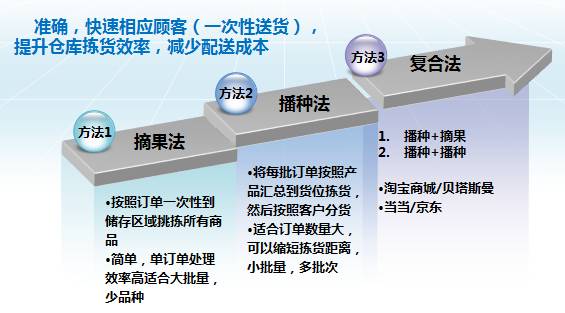 准确，快速相应顾客（一次性送货），
提升仓库拣货效率，减少配送成本
方法1
摘果法
•按照订单一次性到
储存区域挑拣所有商
品
•简单，单订单处理
效率高适合大批量，
少品种
方法2
播种法
•将每批订单按照产
品汇总到货位拣货，
然后按照客户分货
•适合订单数量大，
可以缩短拣货距离，
小批量，多批次
方法3
复合法
1. 播种+摘果
2. 播种+播种
•淘宝商城/贝塔斯曼
•当当/京东